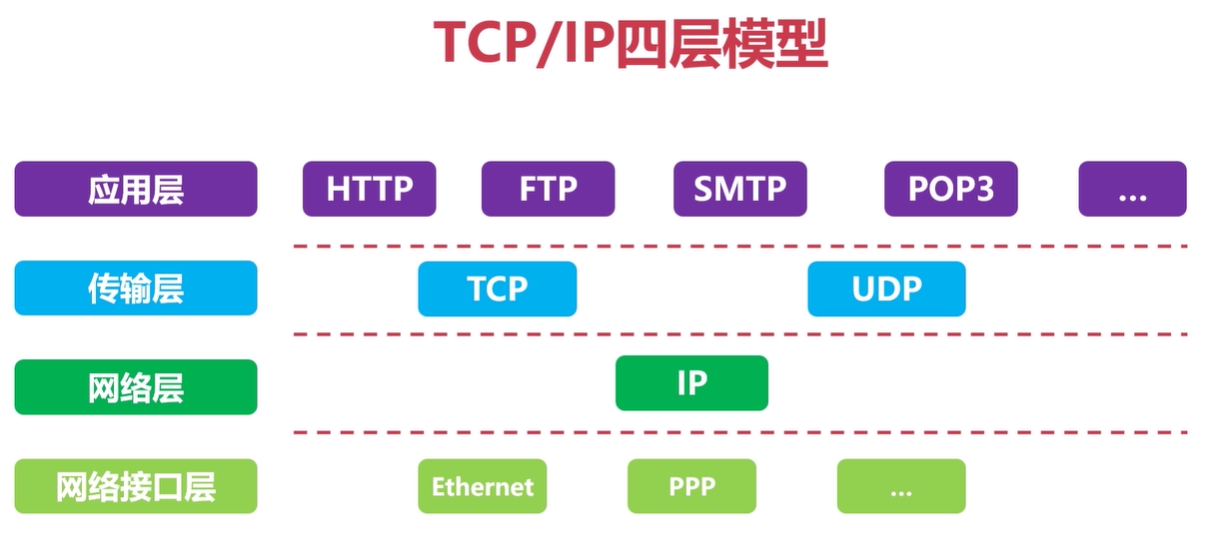 TCP/IP四层模型
应用层 HTTP FTP SMTP POP3 ...
传输层 TCP UDP
网络层 IP
网络接口层 Ethernet PPP ...